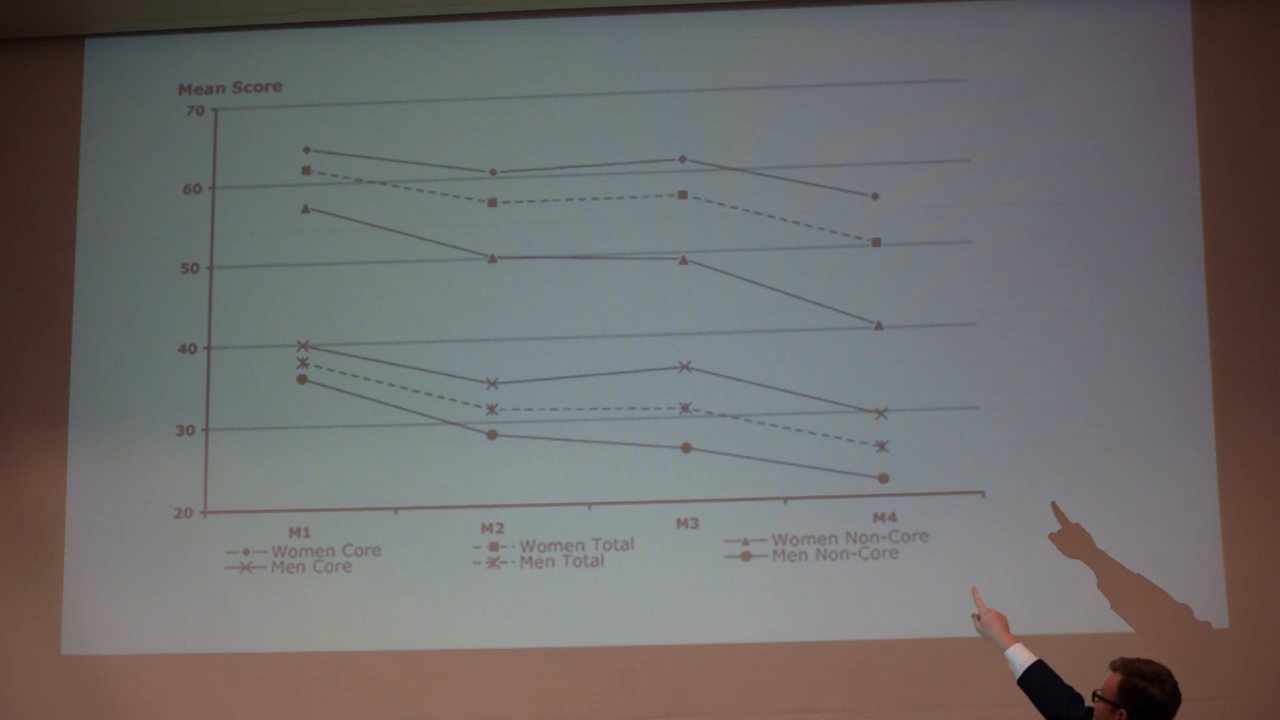 Mean Score
70
60
50
40
30
20
M1 M2 M3 M4
Women Core Women Total Women Non-Core
Men Core Men Total Men Non-Core